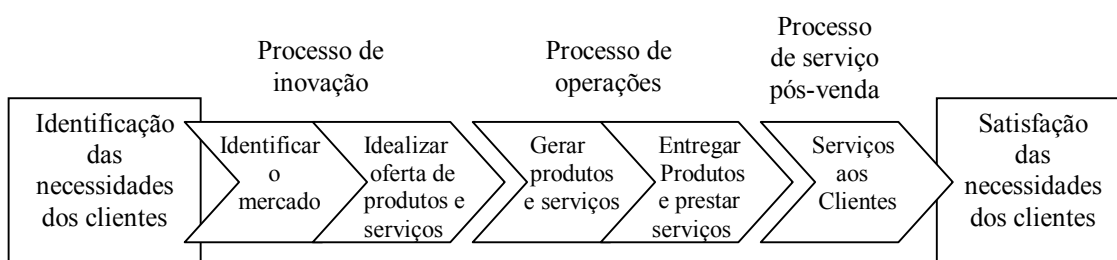 Processo de
inovação
Processo de
operações
Processo
de serviço
pós-venda
Identificação
das
necessidades
dos clientes
Identificar
o
mercado
Idealizar
oferta de
produtos e
serviços
Gerar
produtos
e serviços
Entregar
Produtos
e prestar
serviços
Serviços
aos
Clientes
Satisfação
das
necessidades
dos clientes